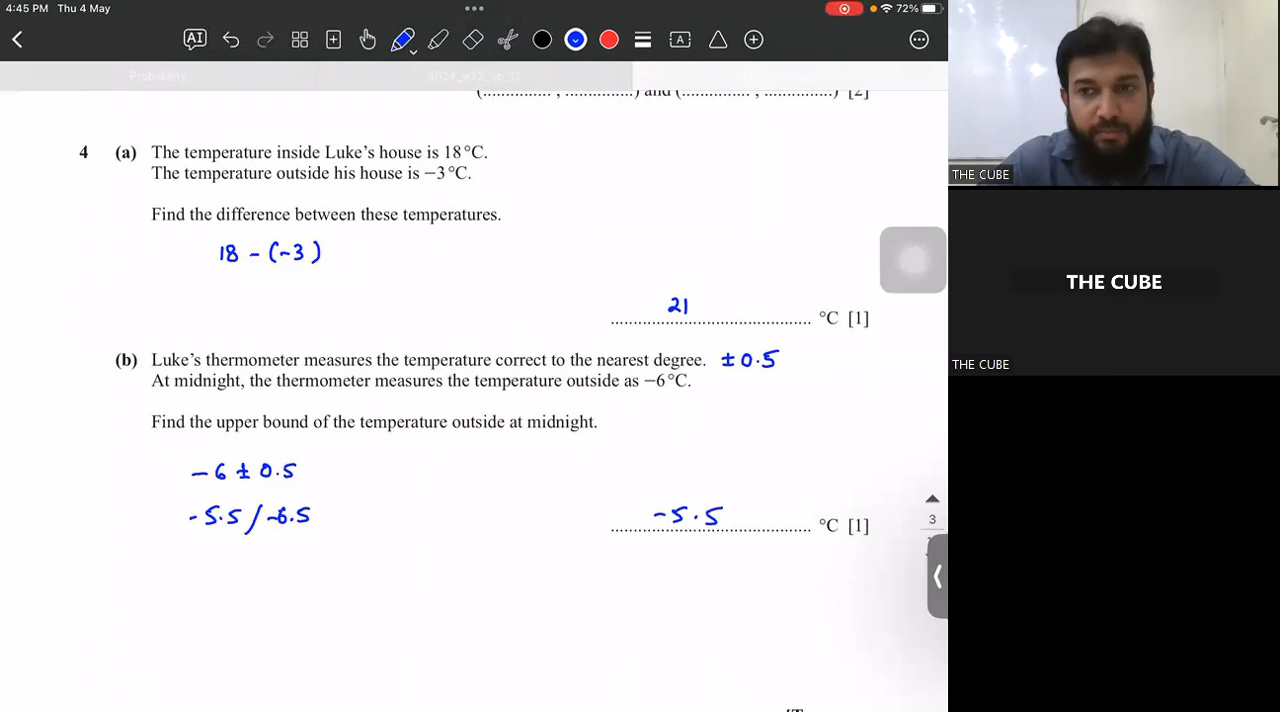 4:45 PM Thu 4 May
72%
AI
A
Probability
4024_w22_qp_12
(............... , ...............) and (............... , ...............) [2]
4 (a) The temperature inside Luke's house is 18 °C.
The temperature outside his house is −3 °C.
Find the difference between these temperatures.
18 - (-3)
21
............................................ °C [1]
(b) Luke's thermometer measures the temperature correct to the nearest degree. ± 0.5
At midnight, the thermometer measures the temperature outside as −6 °C.
Find the upper bound of the temperature outside at midnight.
-6 ± 0.5
-5.5 / -6.5
-5.5
............................................ °C [1]
3
THE CUBE
THE CUBE
THE CUBE